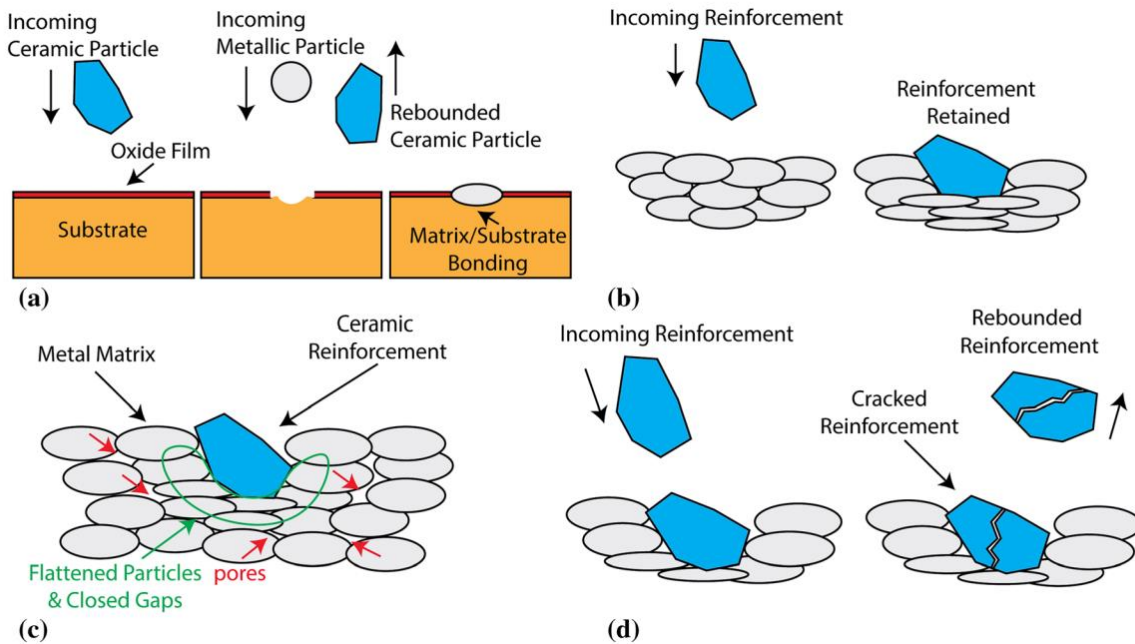 Incoming
Ceramic Particle
Incoming
Metallic Particle
Rebounded
Ceramic Particle
Oxide Film
Substrate
Matrix/Substrate
Bonding
(a)
Incoming Reinforcement
Reinforcement
Retained
(b)
Metal Matrix
Ceramic
Reinforcement
Flattened Particles
& Closed Gaps
pores
(c)
Incoming Reinforcement
Rebounded
Reinforcement
Cracked
Reinforcement
(d)